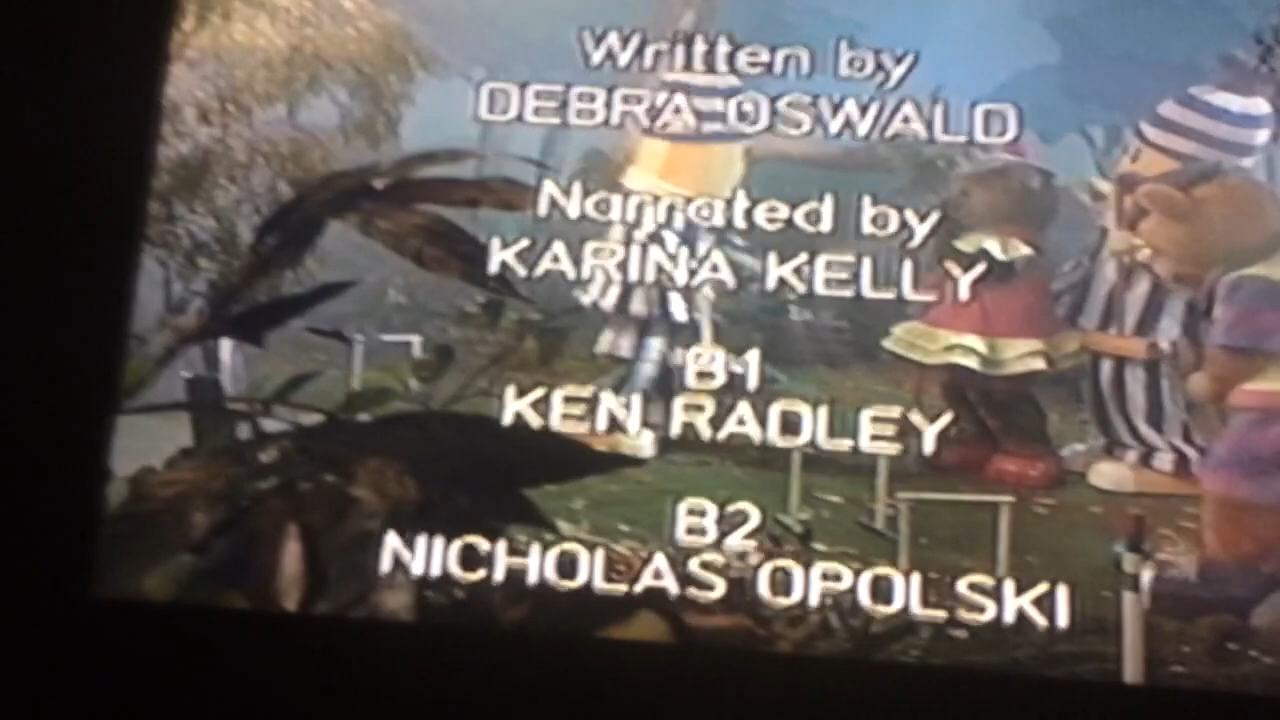 Written by
DEBRA OSWALD
Narrated by
KARINA KELLY
B1
KEN RADLEY
B2
NICHOLAS OPOLSKI